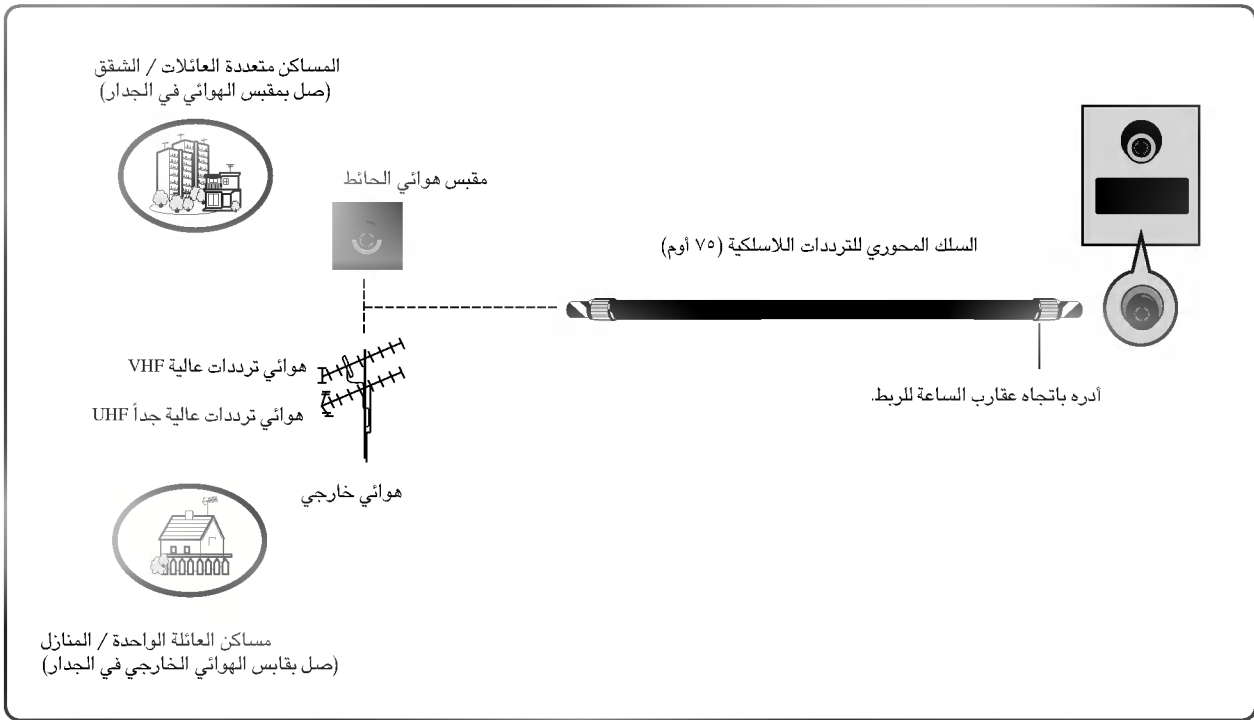 المساكن متعددة العائلات / الشقق
(صل بمقبس الهوائي في الجدار)
مقبس هوائي الحائط
السلك المحوري للترددات اللاسلكية (٧٥ أوم)
هوائي ترددات عالية VHF
هوائي ترددات عالية جداً UHF
أدره باتجاه عقارب الساعة للربط.
هوائي خارجي
مساكن العائلة الواحدة / المنازل
(صل بقابس الهوائي الخارجي في الجدار)